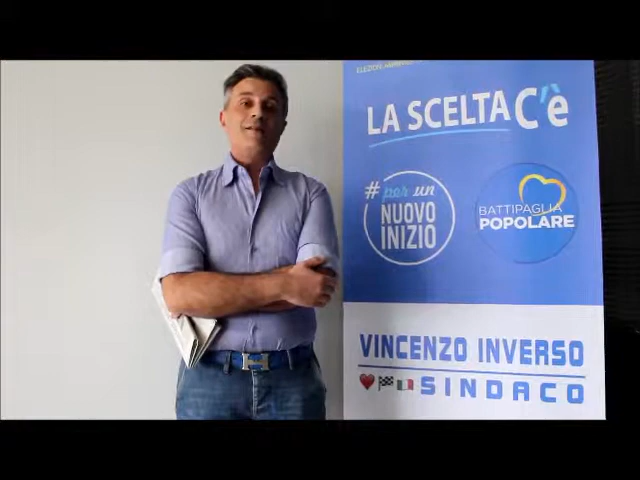 LA SCELTA C'è
#per un
NUOVO
INIZIO
BATTIPAGLIA
POPOLARE
VINCENZO INVERSO
SINDACO